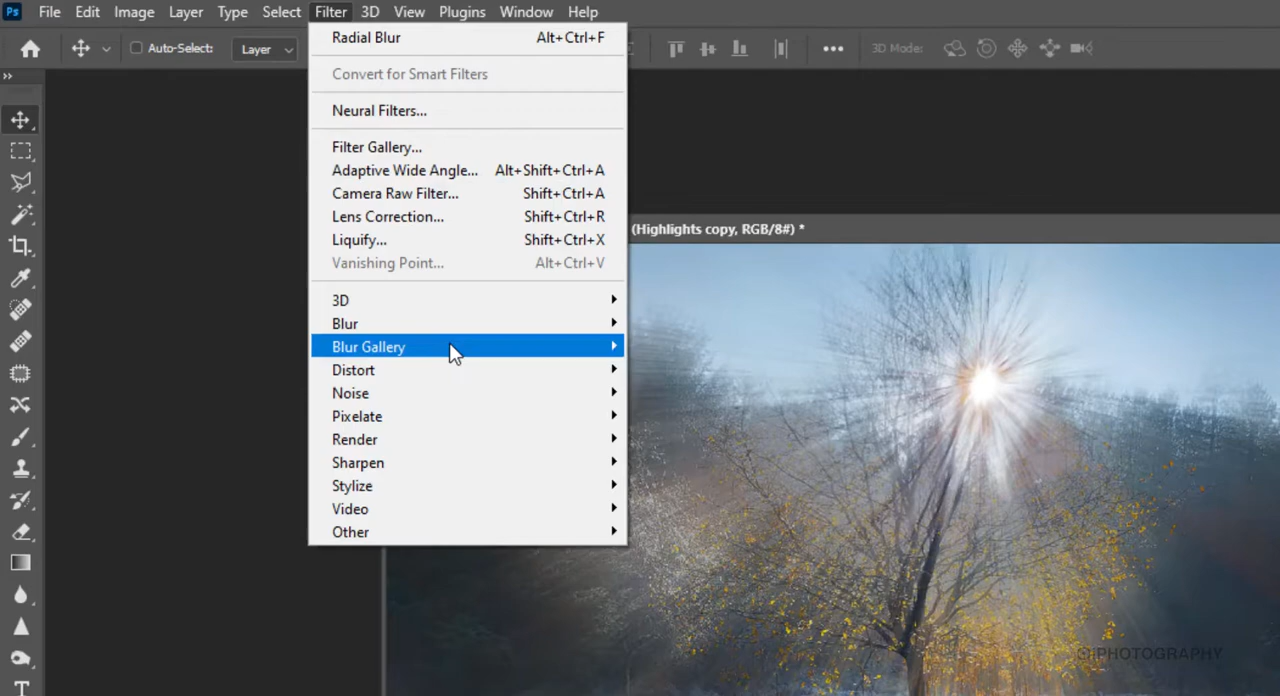 Ps File Edit Image Layer Type Select Filter 3D View Plugins Window Help
Auto-Select: Layer 3D Mode:
Radial Blur Alt+Ctrl+F
Convert for Smart Filters
Neural Filters...
Filter Gallery...
Adaptive Wide Angle... Alt+Shift+Ctrl+A
Camera Raw Filter... Shift+Ctrl+A
Lens Correction... Shift+Ctrl+R
Liquify... Shift+Ctrl+X
Vanishing Point... Alt+Ctrl+V
3D
Blur
Blur Gallery
Distort
Noise
Pixelate
Render
Sharpen
Stylize
Video
Other
(Highlights copy, RGB/8#) *
PHOTOGRAPHY